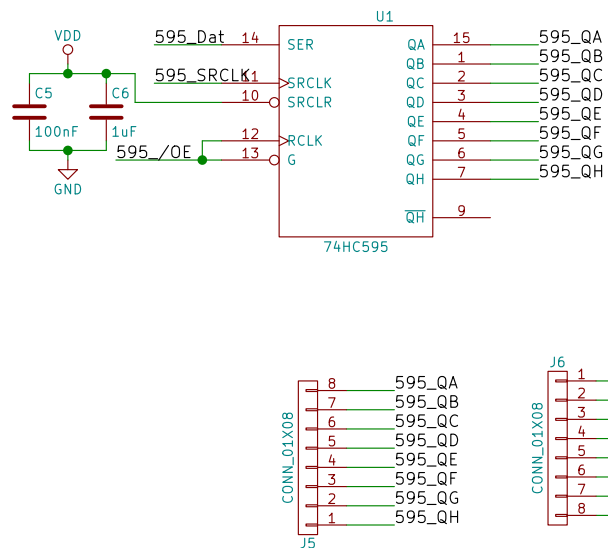 U1
VDD
595_Dat 14 SER QA 15 595_QA
QB 1 595_QB
C5 C6 595_SRCLK 11 SRCLK QC 2 595_QC
10 SRCLR QD 3 595_QD
QE 4 595_QE
100nF 1uF 12 RCLK QF 5 595_QF
595_/OE 13 G QG 6 595_QG
GND QH 7 595_QH
QH 9
74HC595
J6
8 595_QA 1
7 595_QB 2
6 595_QC 3
5 595_QD 4
4 595_QE 5
3 595_QF 6
2 595_QG 7
1 595_QH 8
CONN_01X08 CONN_01X08
J5